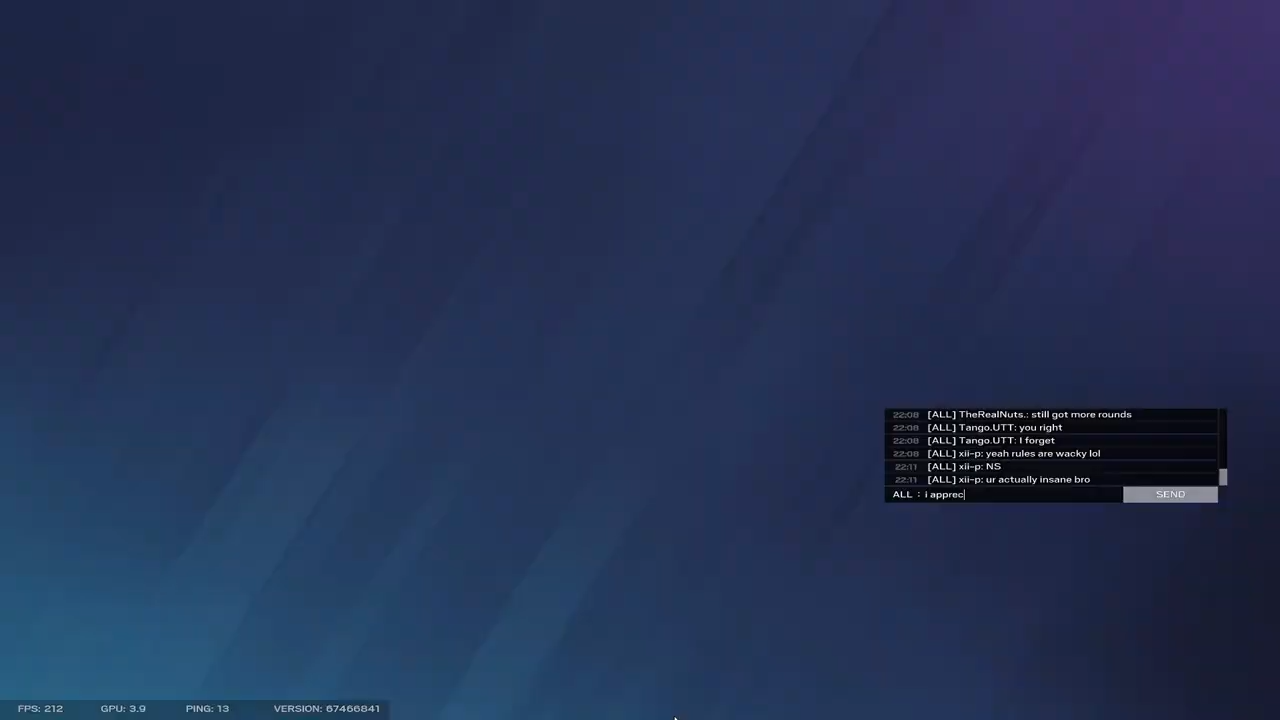 22:08 [ALL] TheRealNuts.: still got more rounds
22:08 [ALL] Tango.UTT: you right
22:08 [ALL] Tango.UTT: I forget
22:08 [ALL] xii-p: yeah rules are wacky lol
22:11 [ALL] xii-p: NS
22:11 [ALL] xii-p: ur actually insane bro
ALL : i apprec SEND
FPS: 212 GPU: 3.9 PING: 13 VERSION: 67466841